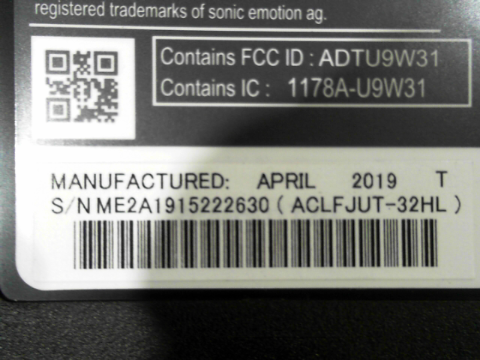 registered trademarks of sonic emotion ag.
Contains FCC ID : ADTU9W31
Contains IC : 1178A-U9W31
MANUFACTURED: APRIL 2019 T
S/N ME2A1915222630 ( ACLFJUT-32HL )